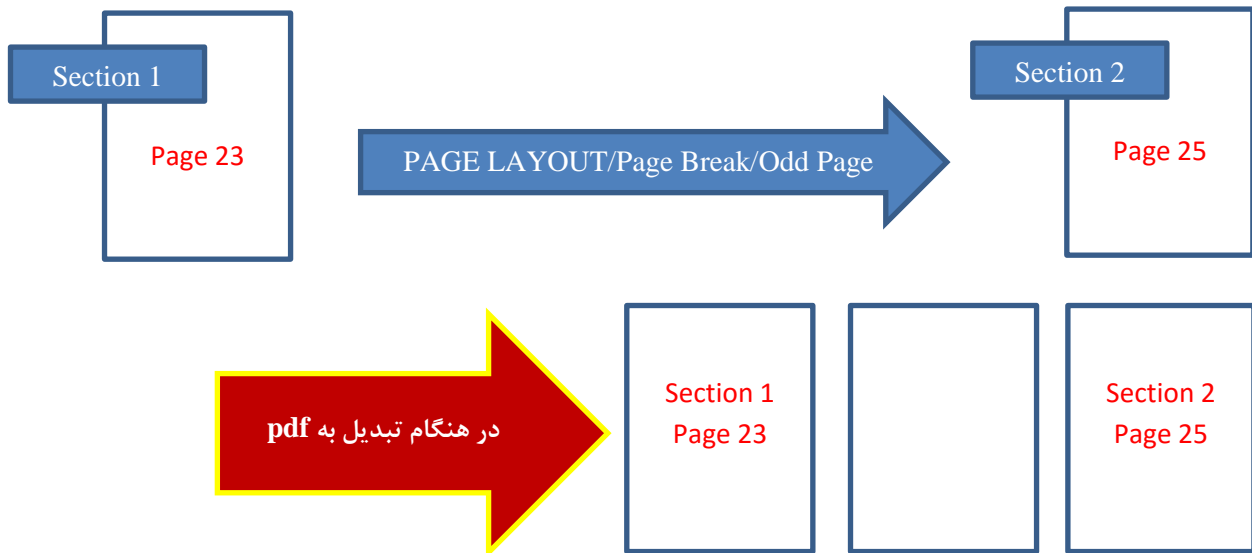 Section 1
Section 2
Page 23
PAGE LAYOUT/Page Break/Odd Page
Page 25
در هنگام تبدیل به pdf
Section 1
Page 23
Section 2
Page 25